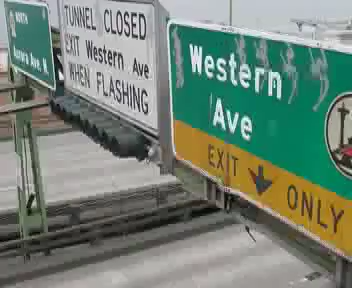 NORTH
Aurora Ave. N.
TUNNEL CLOSED
EXIT Western Ave
WHEN FLASHING
Western
Ave
EXIT ONLY